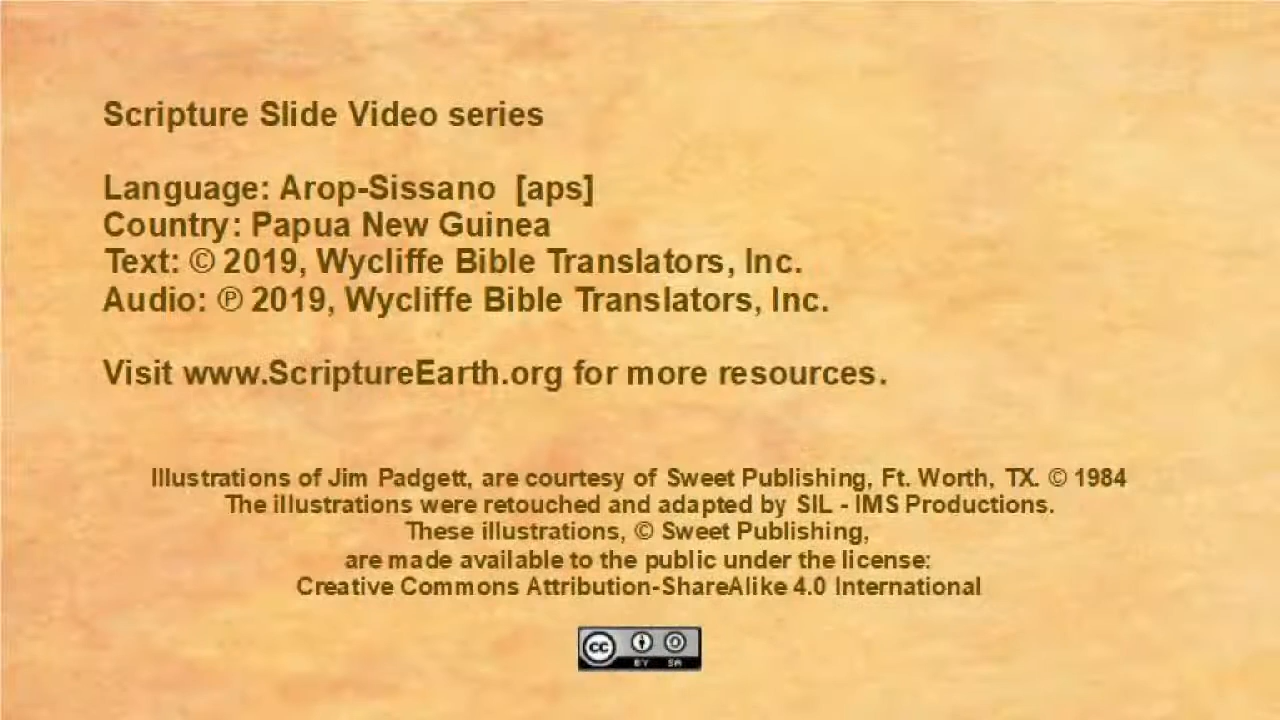 Scripture Slide Video series
Language: Arop-Sissano [aps]
Country: Papua New Guinea
Text: © 2019, Wycliffe Bible Translators, Inc.
Audio: ℗ 2019, Wycliffe Bible Translators, Inc.
Visit www.ScriptureEarth.org for more resources.
Illustrations of Jim Padgett, are courtesy of Sweet Publishing, Ft. Worth, TX. © 1984
The illustrations were retouched and adapted by SIL - IMS Productions.
These illustrations, © Sweet Publishing,
are made available to the public under the license:
Creative Commons Attribution-ShareAlike 4.0 International
cc BY SA